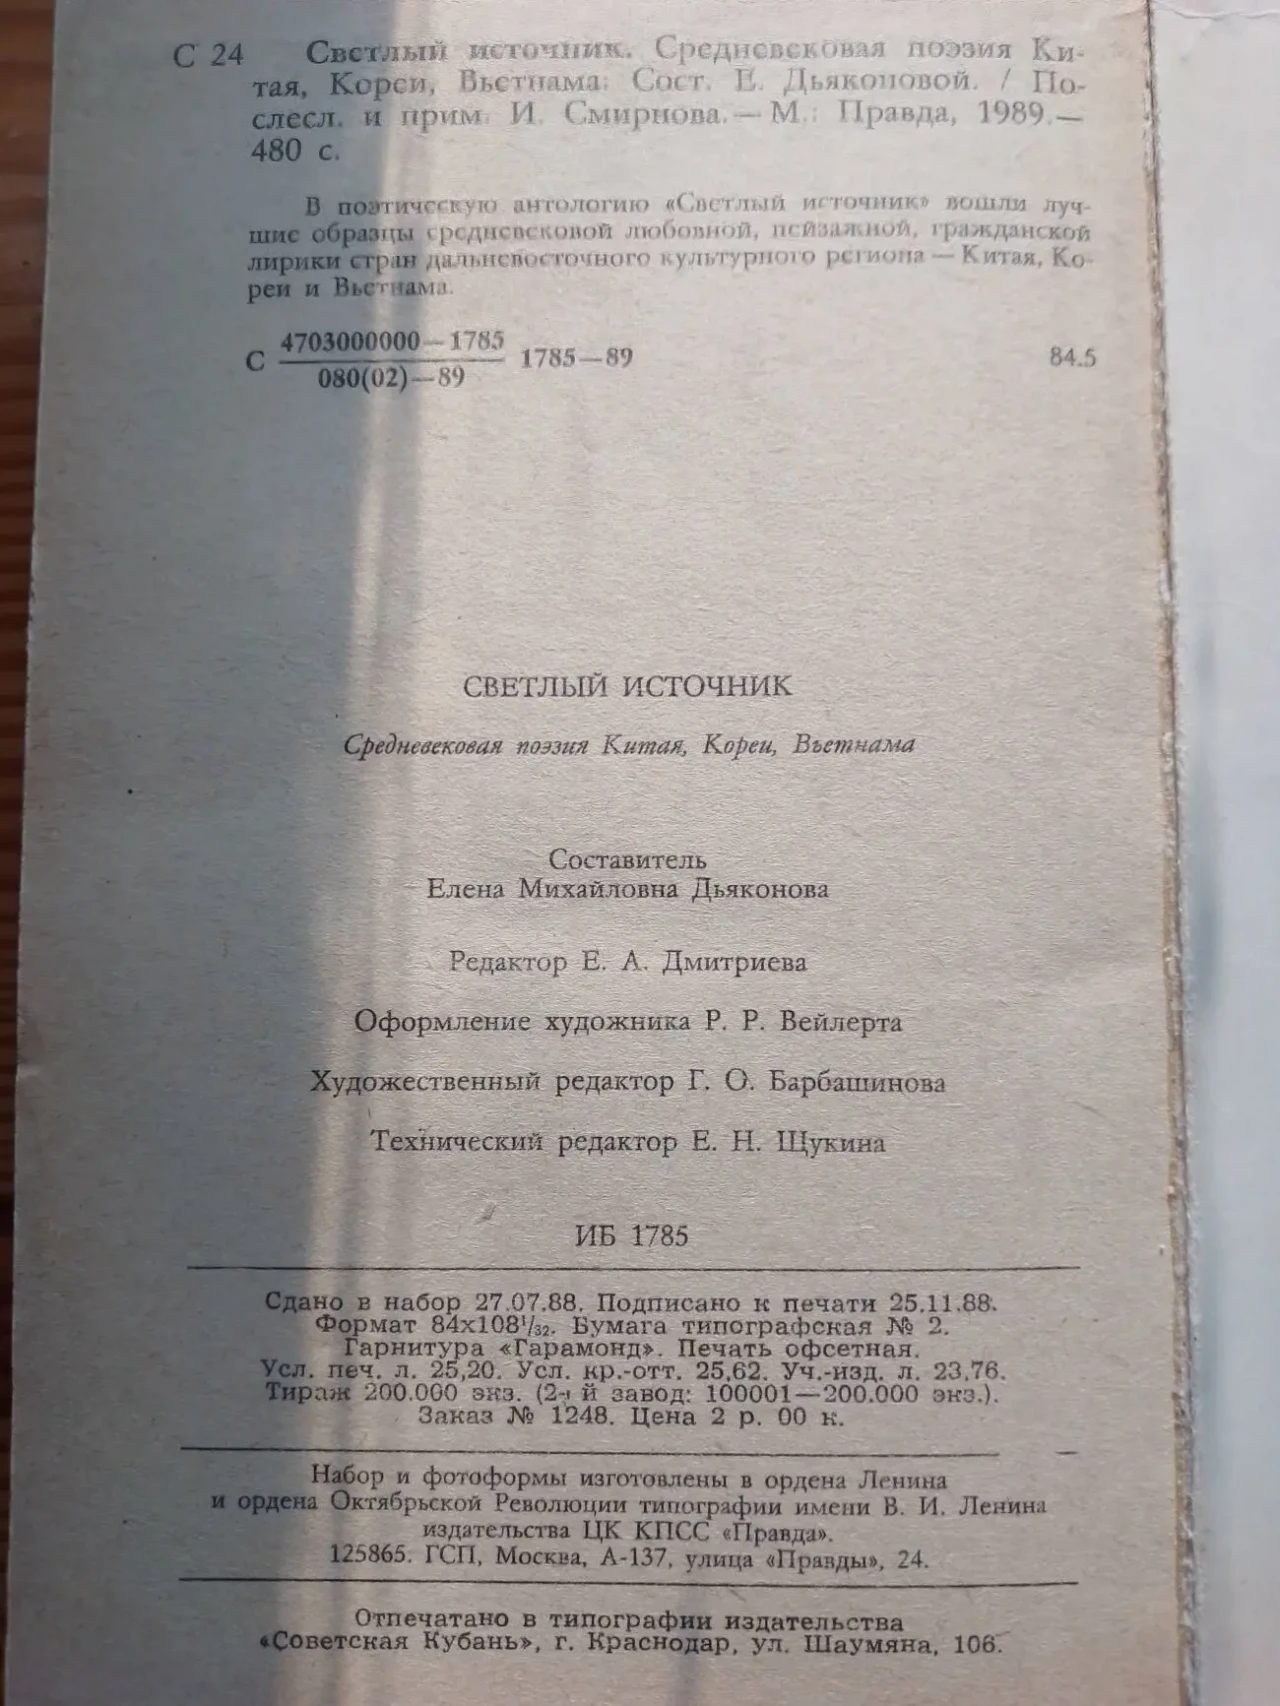 С 24 Светлый источник. Средневековая поэзия Ки-
тая, Кореи, Вьетнама: Сост. Е. Дьяконовой. / По-
слесл. и прим. И. Смирнова. — М.: Правда, 1989. —
480 с.
В поэтическую антологию «Светлый источник» вошли луч-
шие образцы средневековой любовной, пейзажной, гражданской
лирики стран дальневосточного культурного региона — Китая, Ко-
реи и Вьетнама.
С 4703000000—1785 1785—89 84.5
080(02)—89
СВЕТЛЫЙ ИСТОЧНИК
Средневековая поэзия Китая, Кореи, Вьетнама
Составитель
Елена Михайловна Дьяконова
Редактор Е. А. Дмитриева
Оформление художника Р. Р. Вейлерта
Художественный редактор Г. О. Барбашинова
Технический редактор Е. Н. Щукина
ИБ 1785
Сдано в набор 27.07.88. Подписано к печати 25.11.88.
Формат 84х108¹/₃₂. Бумага типографская № 2.
Гарнитура «Гарамонд». Печать офсетная.
Усл. печ. л. 25,20. Усл. кр.-отт. 25,62. Уч.-изд. л. 23,76.
Тираж 200.000 экз. (2-й завод: 100001—200.000 экз.).
Заказ № 1248. Цена 2 р. 00 к.
Набор и фотоформы изготовлены в ордена Ленина
и ордена Октябрьской Революции типографии имени В. И. Ленина
издательства ЦК КПСС «Правда».
125865. ГСП, Москва, А-137, улица «Правды», 24.
Отпечатано в типографии издательства
«Советская Кубань», г. Краснодар, ул. Шаумяна, 106.